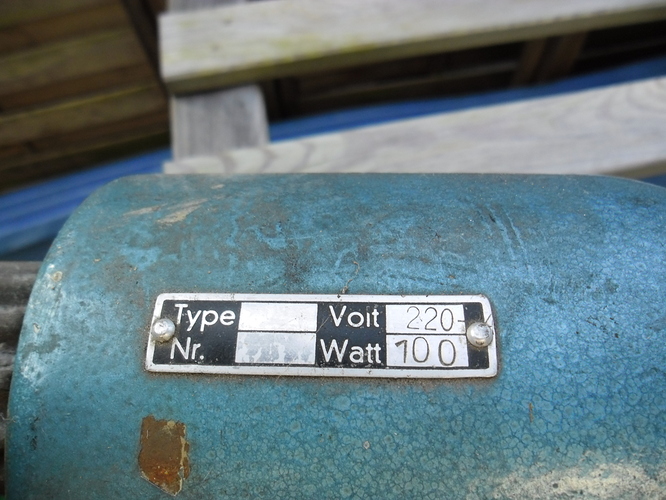 Type Volt 220-
Nr. Watt 100